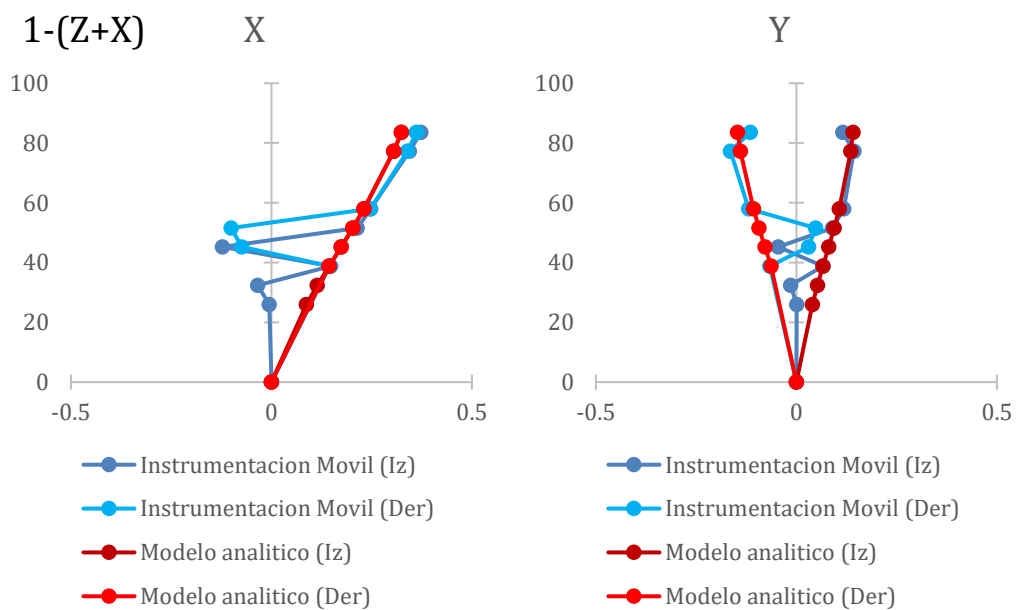 1-(Z+X)
X
100
80
60
40
20
0
-0.5 0 0.5
Instrumentacion Movil (Iz)
Instrumentacion Movil (Der)
Modelo analitico (Iz)
Modelo analitico (Der)
Y
100
80
60
40
20
0
-0.5 0 0.5
Instrumentacion Movil (Iz)
Instrumentacion Movil (Der)
Modelo analitico (Iz)
Modelo analitico (Der)